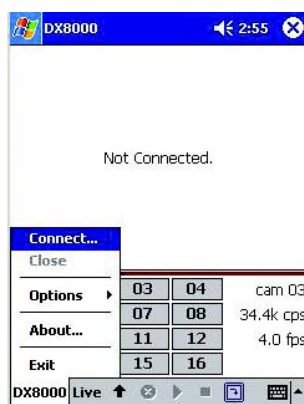 DX8000 2:55
Not Connected.
Connect...
Close
Options
About...
Exit
03 04 cam 03
07 08 34.4k cps
11 12 4.0 fps
15 16
DX8000 Live